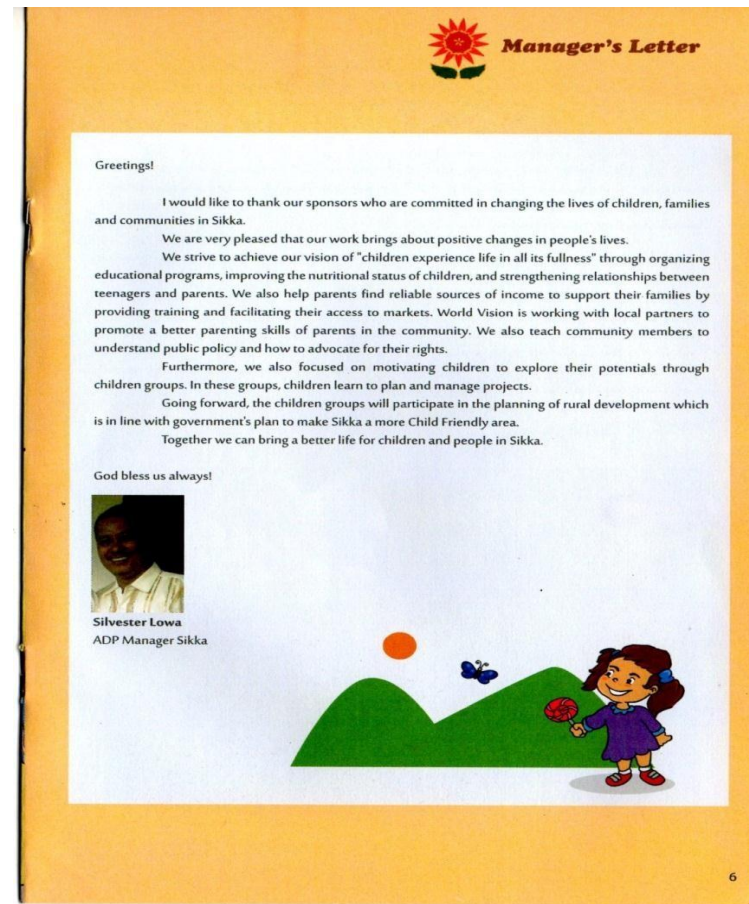 Manager's Letter
Greetings!
I would like to thank our sponsors who are committed in changing the lives of children, families
and communities in Sikka.
We are very pleased that our work brings about positive changes in people's lives.
We strive to achieve our vision of "children experience life in all its fullness" through organizing
educational programs, improving the nutritional status of children, and strengthening relationships between
teenagers and parents. We also help parents find reliable sources of income to support their families by
providing training and facilitating their access to markets. World Vision is working with local partners to
promote a better parenting skills of parents in the community. We also teach community members to
understand public policy and how to advocate for their rights.
Furthermore, we also focused on motivating children to explore their potentials through
children groups. In these groups, children learn to plan and manage projects.
Going forward, the children groups will participate in the planning of rural development which
is in line with government's plan to make Sikka a more Child Friendly area.
Together we can bring a better life for children and people in Sikka.
God bless us always!
Silvester Lowa
ADP Manager Sikka
6